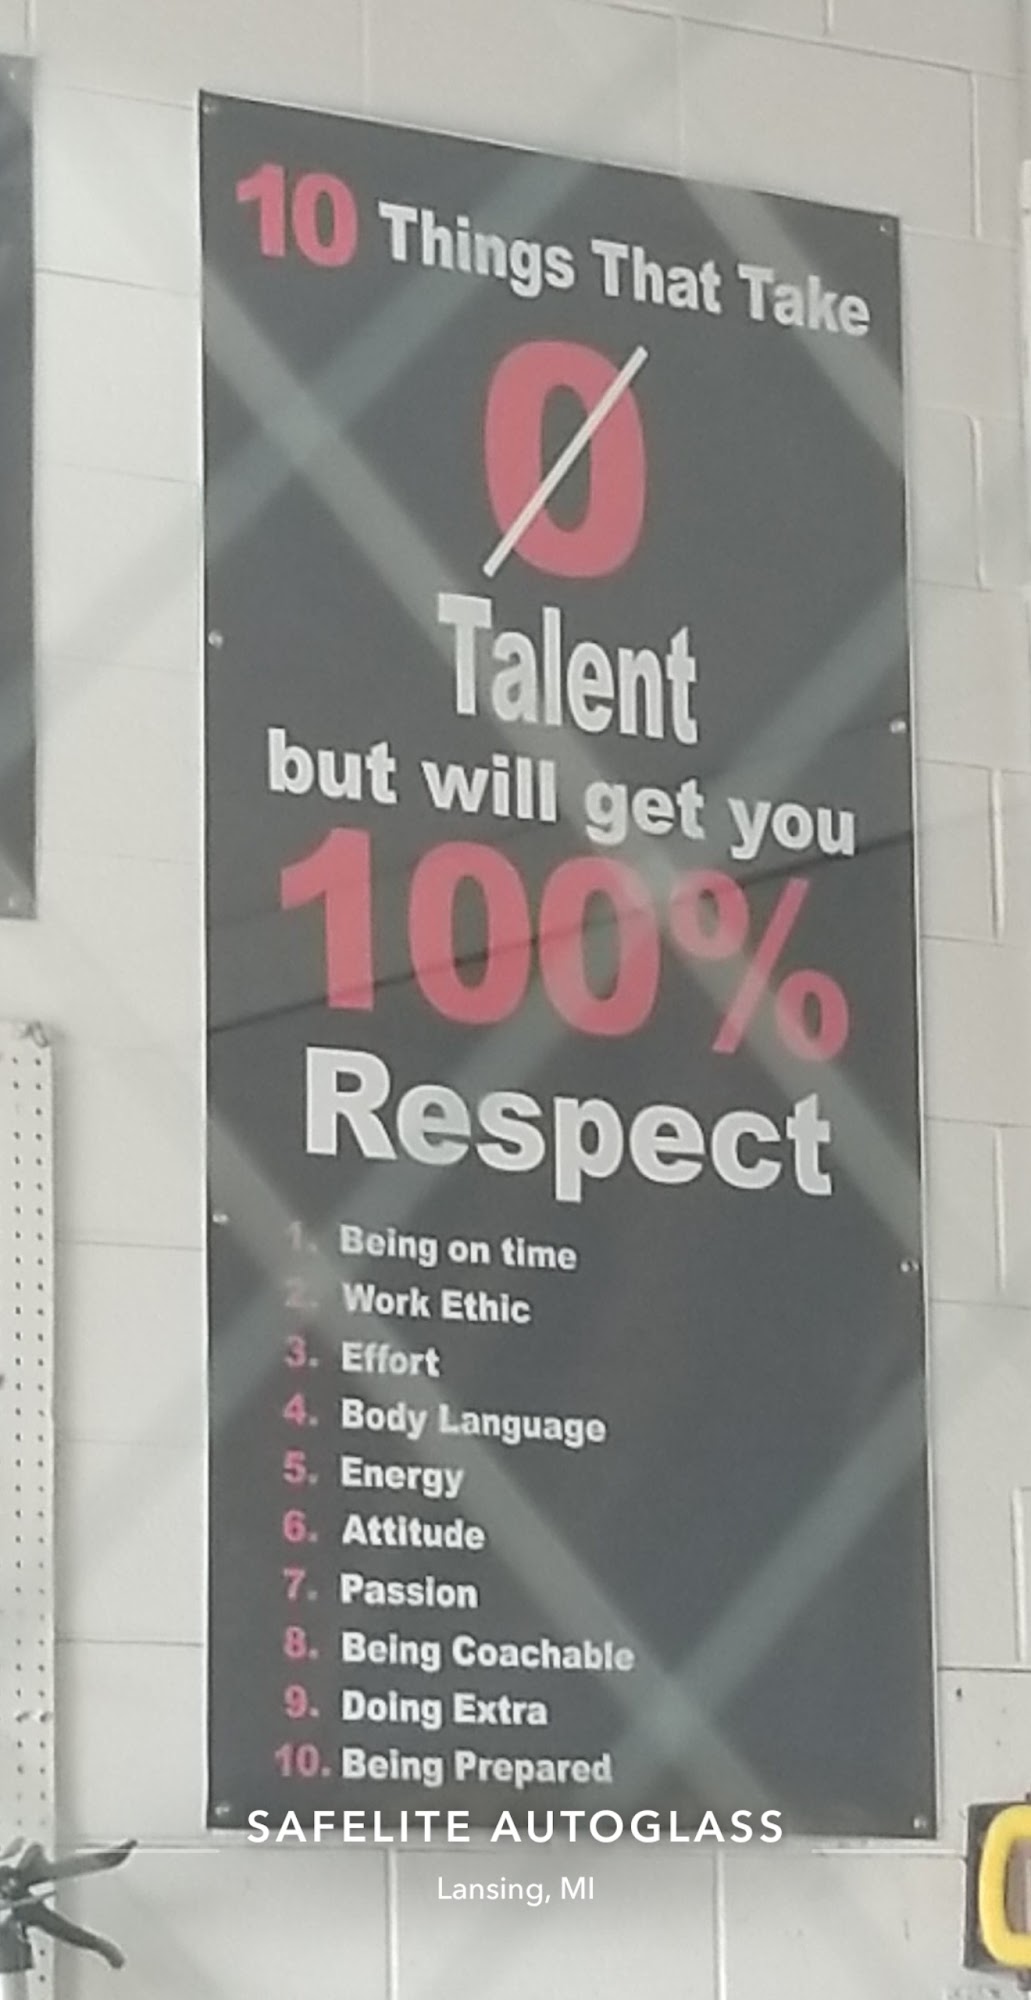 10 Things That Take
0
Talent
but will get you
100%
Respect
1. Being on time
2. Work Ethic
3. Effort
4. Body Language
5. Energy
6. Attitude
7. Passion
8. Being Coachable
9. Doing Extra
10. Being Prepared
SAFELITE AUTOGLASS
Lansing, MI